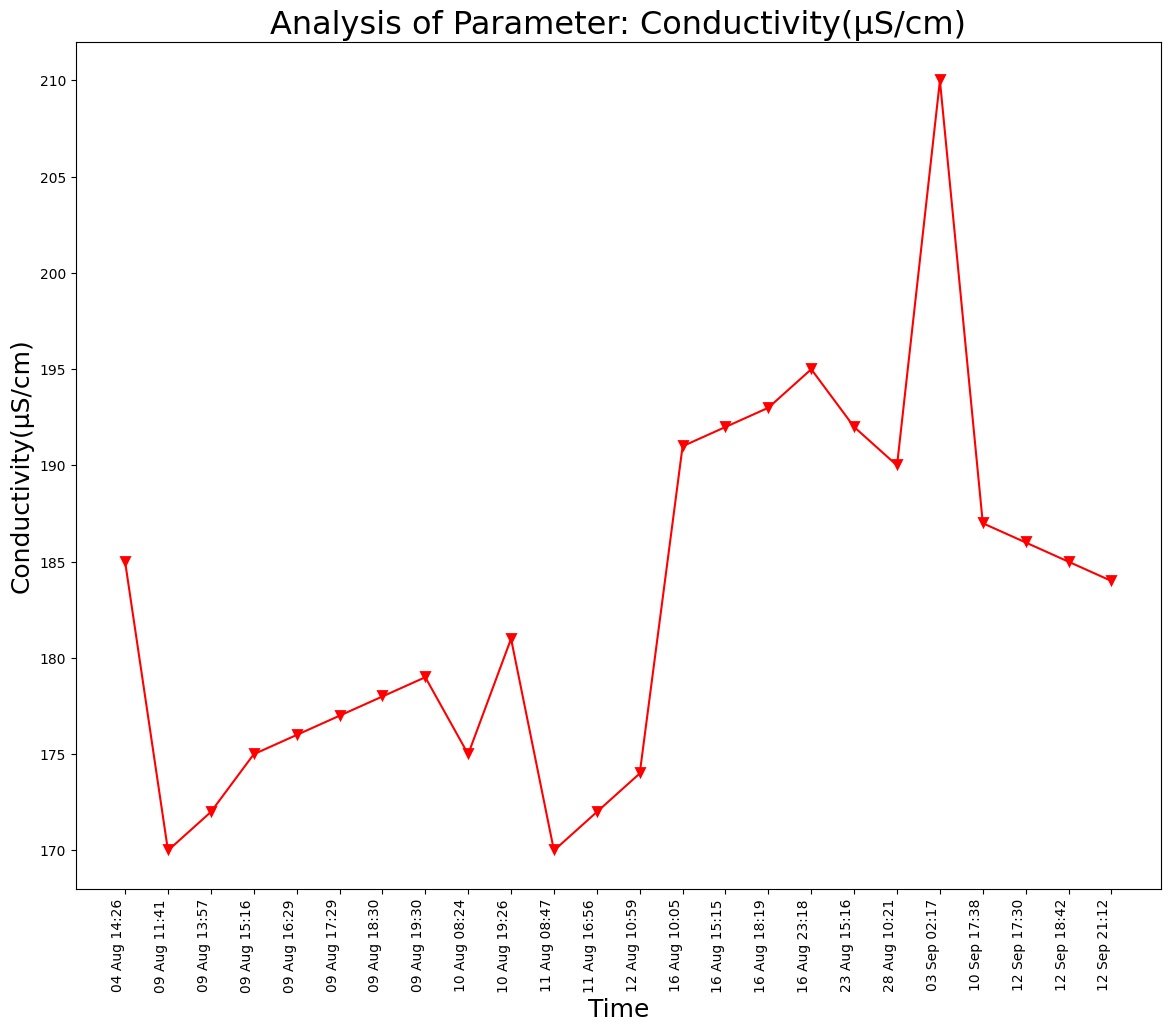 Analysis of Parameter: Conductivity(µS/cm)
Conductivity(µS/cm)
210
205
200
195
190
185
180
175
170
04 Aug 14:26
09 Aug 11:41
09 Aug 13:57
09 Aug 15:16
09 Aug 16:29
09 Aug 17:29
09 Aug 18:30
09 Aug 19:30
10 Aug 08:24
10 Aug 19:26
11 Aug 08:47
11 Aug 16:56
12 Aug 10:59
16 Aug 10:05
16 Aug 15:15
16 Aug 18:19
16 Aug 23:18
23 Aug 15:16
28 Aug 10:21
03 Sep 02:17
10 Sep 17:38
12 Sep 17:30
12 Sep 18:42
12 Sep 21:12
Time